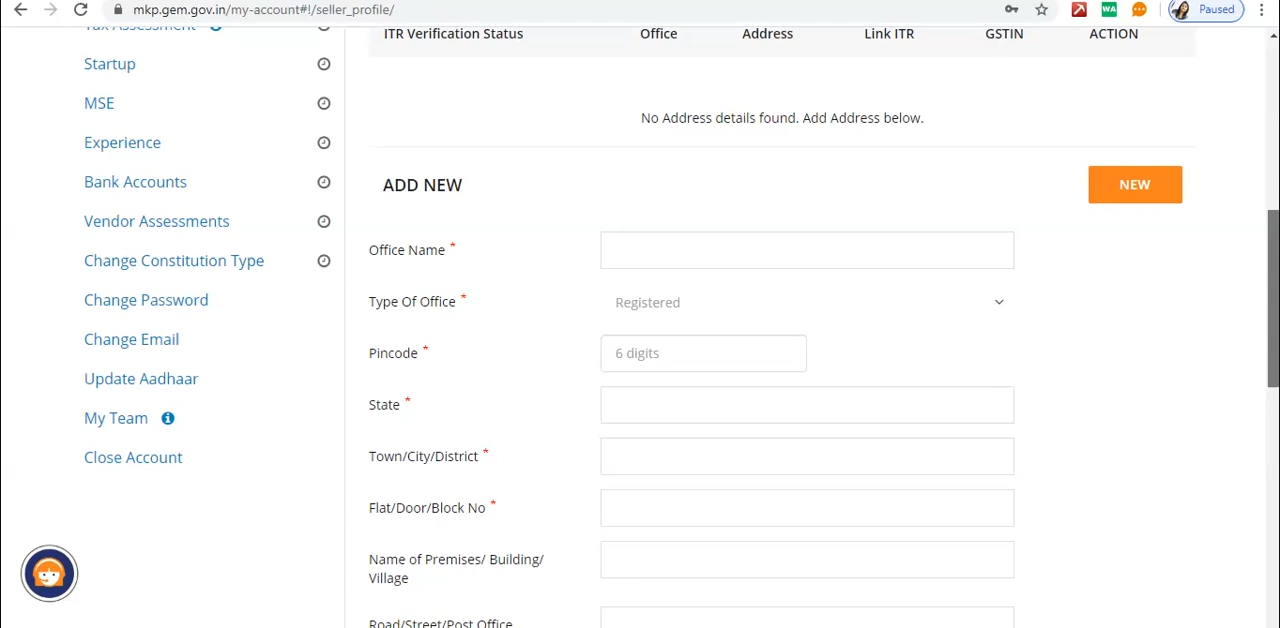 mkp.gem.gov.in/my-account#!/seller_profile/
WA
Paused
Tax Assessment
ITR Verification Status Office Address Link ITR GSTIN ACTION
Startup
MSE
No Address details found. Add Address below.
Experience
Bank Accounts
ADD NEW
NEW
Vendor Assessments
Office Name *
Change Constitution Type
Change Password
Type Of Office *
Registered
Change Email
Pincode *
6 digits
Update Aadhaar
State *
My Team
Town/City/District *
Close Account
Flat/Door/Block No *
Name of Premises/ Building/
Village
Road/Street/Post Office